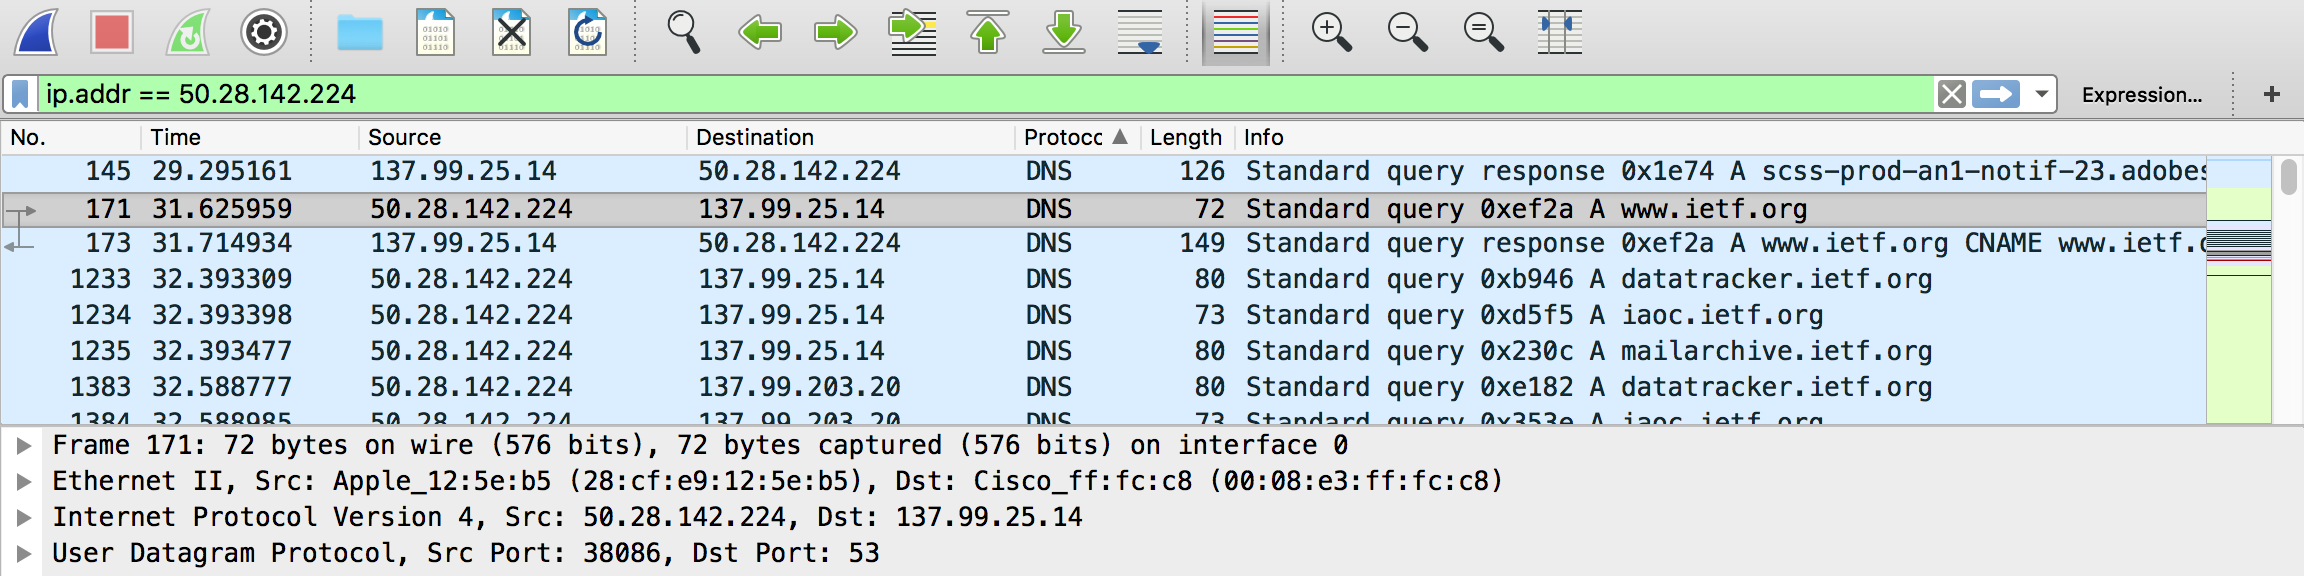 ip.addr == 50.28.142.224
Expression... +
No. Time Source Destination Protocc Length Info
145 29.295161 137.99.25.14 50.28.142.224 DNS 126 Standard query response 0x1e74 A scss-prod-an1-notif-23.adobes
171 31.625959 50.28.142.224 137.99.25.14 DNS 72 Standard query 0xef2a A www.ietf.org
173 31.714934 137.99.25.14 50.28.142.224 DNS 149 Standard query response 0xef2a A www.ietf.org CNAME www.ietf.
1233 32.393309 50.28.142.224 137.99.25.14 DNS 80 Standard query 0xb946 A datatracker.ietf.org
1234 32.393398 50.28.142.224 137.99.25.14 DNS 73 Standard query 0xd5f5 A iaoc.ietf.org
1235 32.393477 50.28.142.224 137.99.25.14 DNS 80 Standard query 0x230c A mailarchive.ietf.org
1383 32.588777 50.28.142.224 137.99.203.20 DNS 80 Standard query 0xe182 A datatracker.ietf.org
1384 32.588985 50.28.142.224 137.99.203.20 DNS 73 Standard query 0x353e A iaoc.ietf.org
Frame 171: 72 bytes on wire (576 bits), 72 bytes captured (576 bits) on interface 0
Ethernet II, Src: Apple_12:5e:b5 (28:cf:e9:12:5e:b5), Dst: Cisco_ff:fc:c8 (00:08:e3:ff:fc:c8)
Internet Protocol Version 4, Src: 50.28.142.224, Dst: 137.99.25.14
User Datagram Protocol, Src Port: 38086, Dst Port: 53